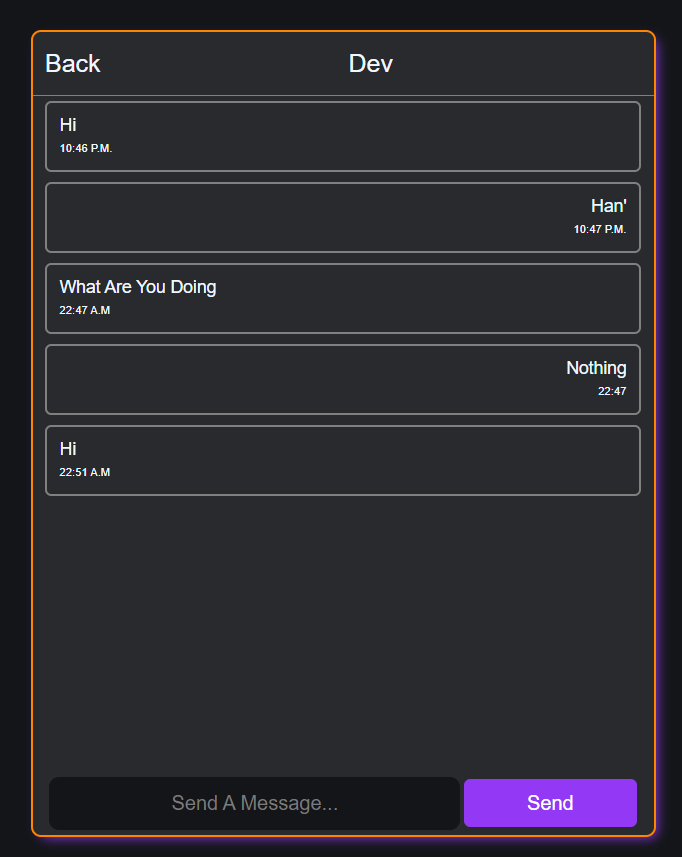 Back Dev
Hi
10:46 P.M.
Han'
10:47 P.M.
What Are You Doing
22:47 A.M
Nothing
22:47
Hi
22:51 A.M
Send A Message... Send